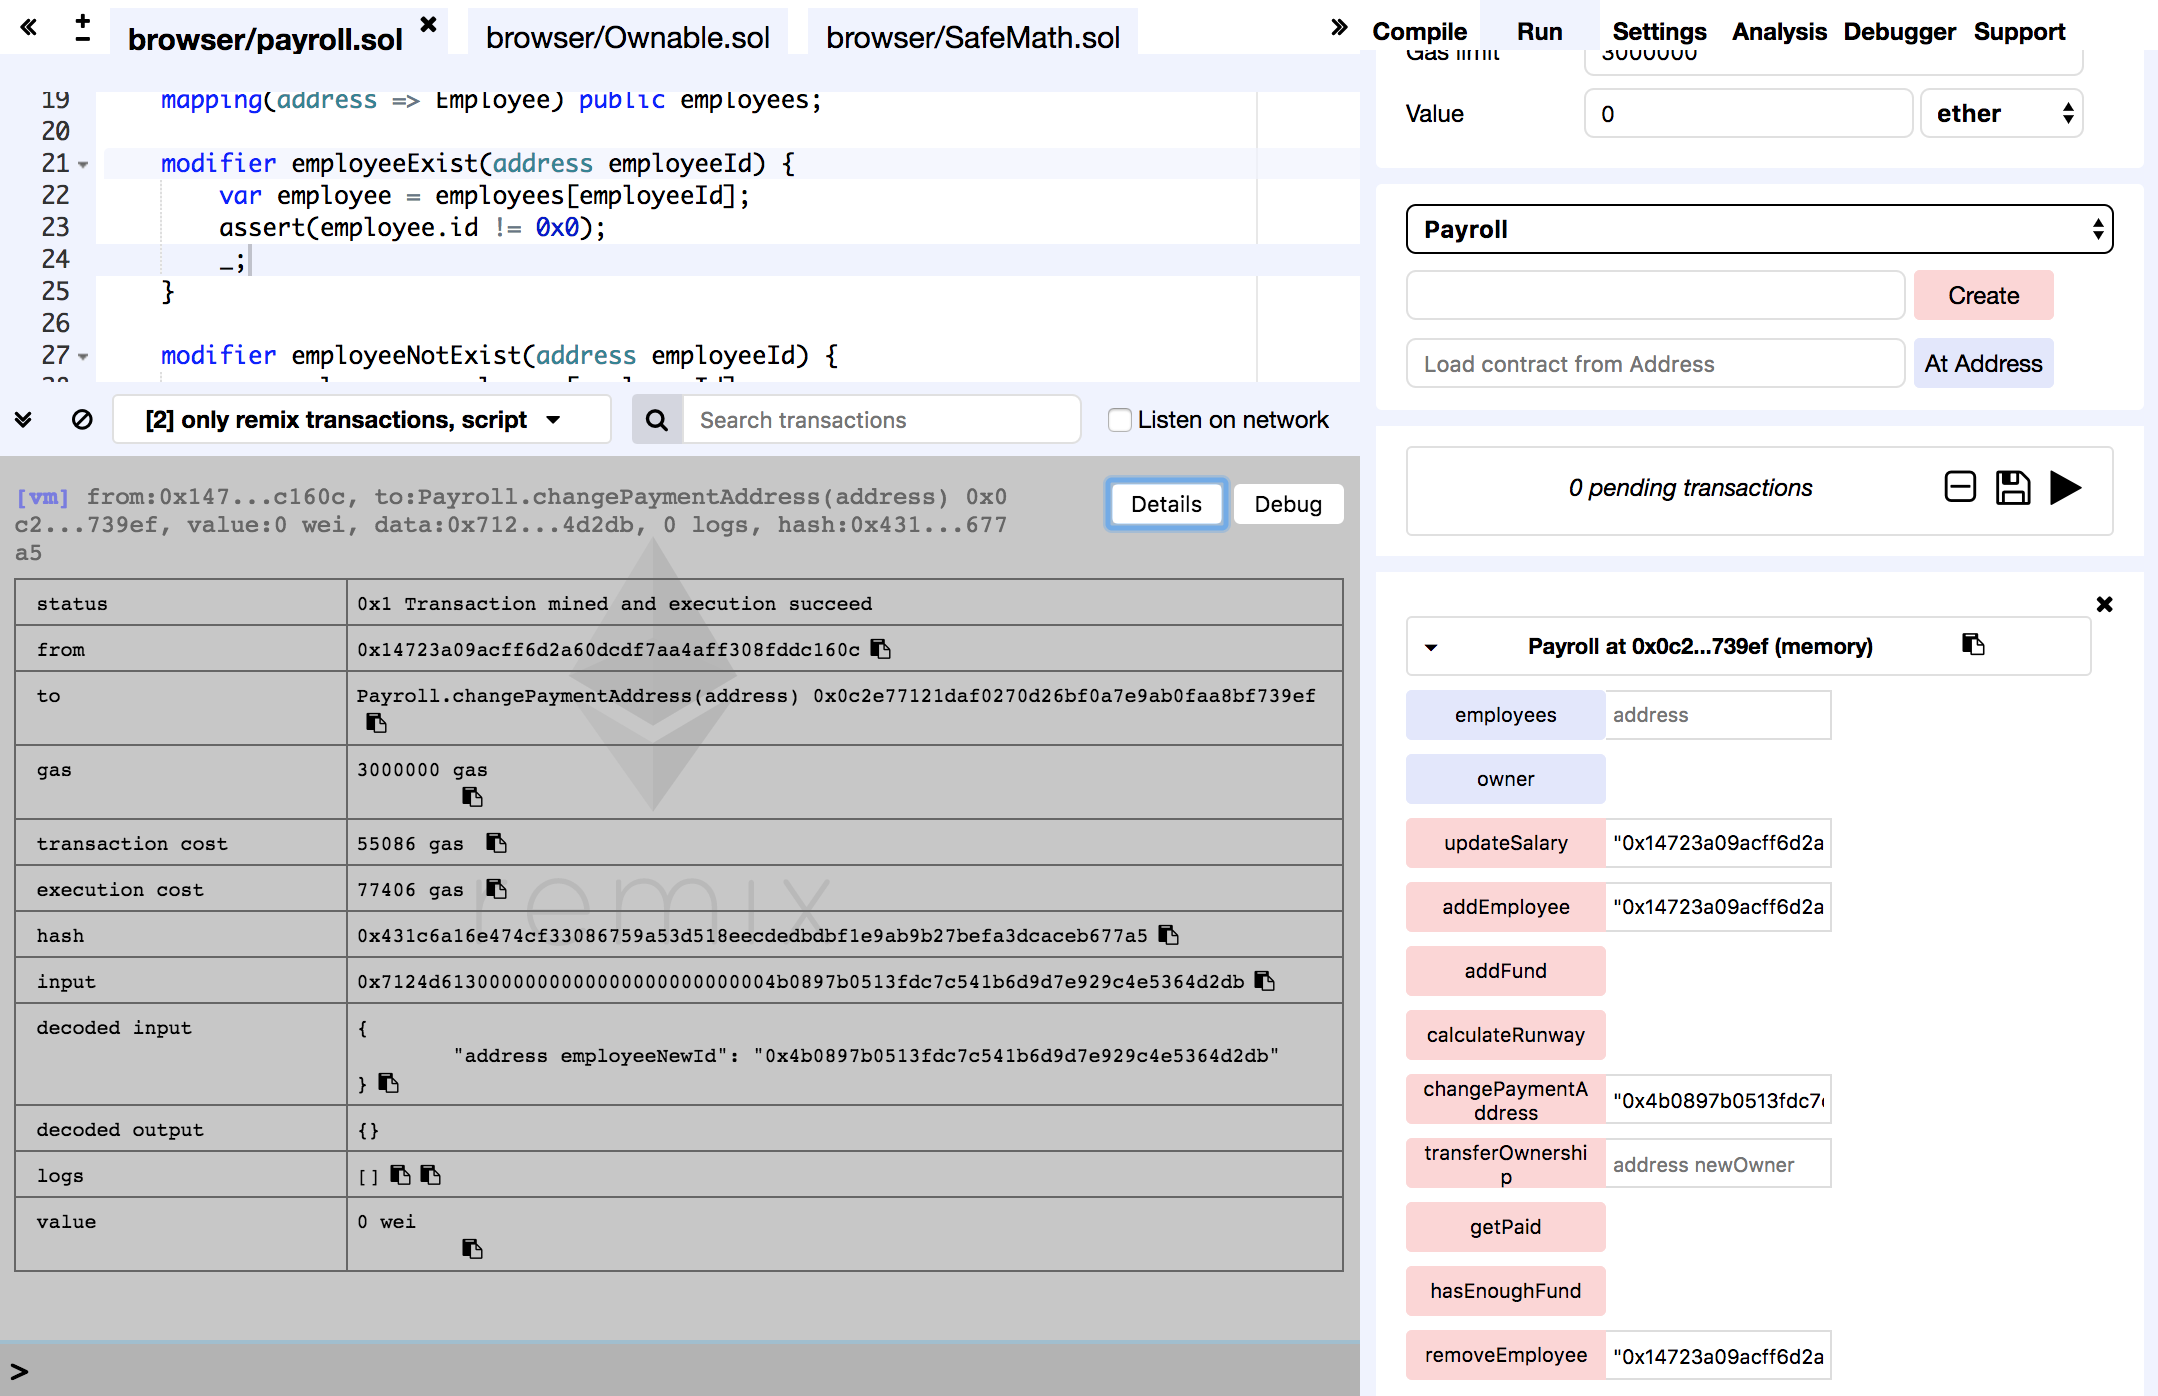 browser/payroll.sol
browser/Ownable.sol
browser/SafeMath.sol
Compile
Run
Settings
Analysis
Debugger
Support
19 mapping(address => Employee) public employees;
20
21 modifier employeeExist(address employeeId) {
22 var employee = employees[employeeId];
23 assert(employee.id != 0x0);
24 _;
25 }
26
27 modifier employeeNotExist(address employeeId) {
[2] only remix transactions, script
Search transactions
Listen on network
[vm] from:0x147...c160c, to:Payroll.changePaymentAddress(address) 0x0
c2...739ef, value:0 wei, data:0x712...4d2db, 0 logs, hash:0x431...677
a5
Details
Debug
status 0x1 Transaction mined and execution succeed
from 0x14723a09acff6d2a60dcdf7aa4aff308fddc160c
to Payroll.changePaymentAddress(address) 0x0c2e77121daf0270d26bf0a7e9ab0faa8bf739ef
gas 3000000 gas
transaction cost 55086 gas
execution cost 77406 gas
remix
hash 0x431c6a16e474cf33086759a53d518eecdedbdbf1e9ab9b27befa3dcaceb677a5
input 0x7124d6130000000000000000000000004b0897b0513fdc7c541b6d9d7e929c4e5364d2db
decoded input {
"address employeeNewId": "0x4b0897b0513fdc7c541b6d9d7e929c4e5364d2db"
}
decoded output {}
logs []
value 0 wei
>
Gas limit 3000000
Value 0 ether
Payroll
Create
Load contract from Address
At Address
0 pending transactions
Payroll at 0x0c2...739ef (memory)
employees address
owner
updateSalary "0x14723a09acff6d2a
addEmployee "0x14723a09acff6d2a
addFund
calculateRunway
changePaymentA
ddress
"0x4b0897b0513fdc7
transferOwnershi
p
address newOwner
getPaid
hasEnoughFund
removeEmployee "0x14723a09acff6d2a